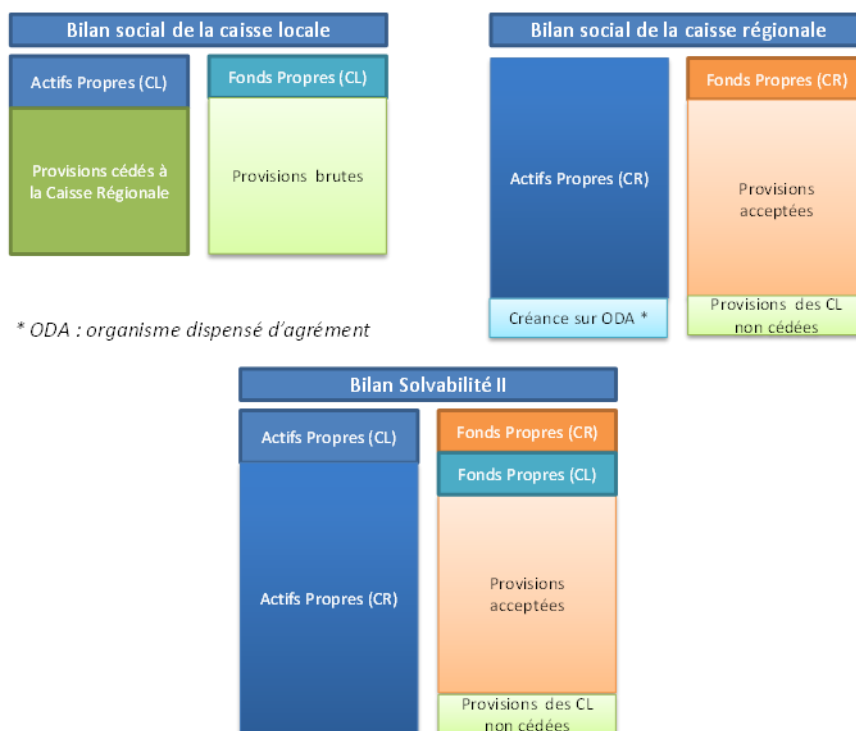 Bilan social de la caisse locale
Actifs Propres (CL)
Fonds Propres (CL)
Provisions cédés à
la Caisse Régionale
Provisions brutes
* ODA : organisme dispensé d'agrément
Bilan social de la caisse régionale
Actifs Propres (CR)
Fonds Propres (CR)
Provisions
acceptées
Créance sur ODA *
Provisions des CL
non cédées
Bilan Solvabilité II
Actifs Propres (CL)
Fonds Propres (CR)
Fonds Propres (CL)
Actifs Propres (CR)
Provisions
acceptées
Provisions des CL
non cédées